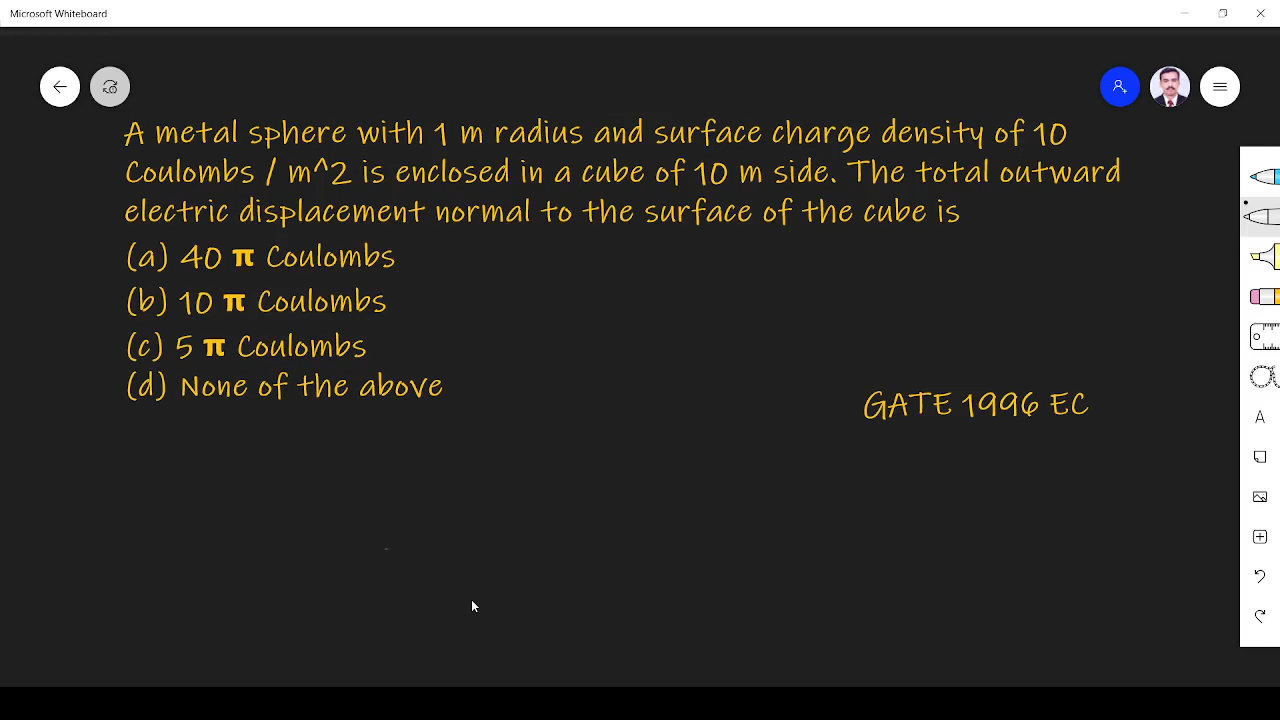 Microsoft Whiteboard
A metal sphere with 1 m radius and surface charge density of 10
Coulombs / m^2 is enclosed in a cube of 10 m side. The total outward
electric displacement normal to the surface of the cube is
(a) 40 π Coulombs
(b) 10 π Coulombs
(c) 5 π Coulombs
(d) None of the above
GATE 1996 EC
A